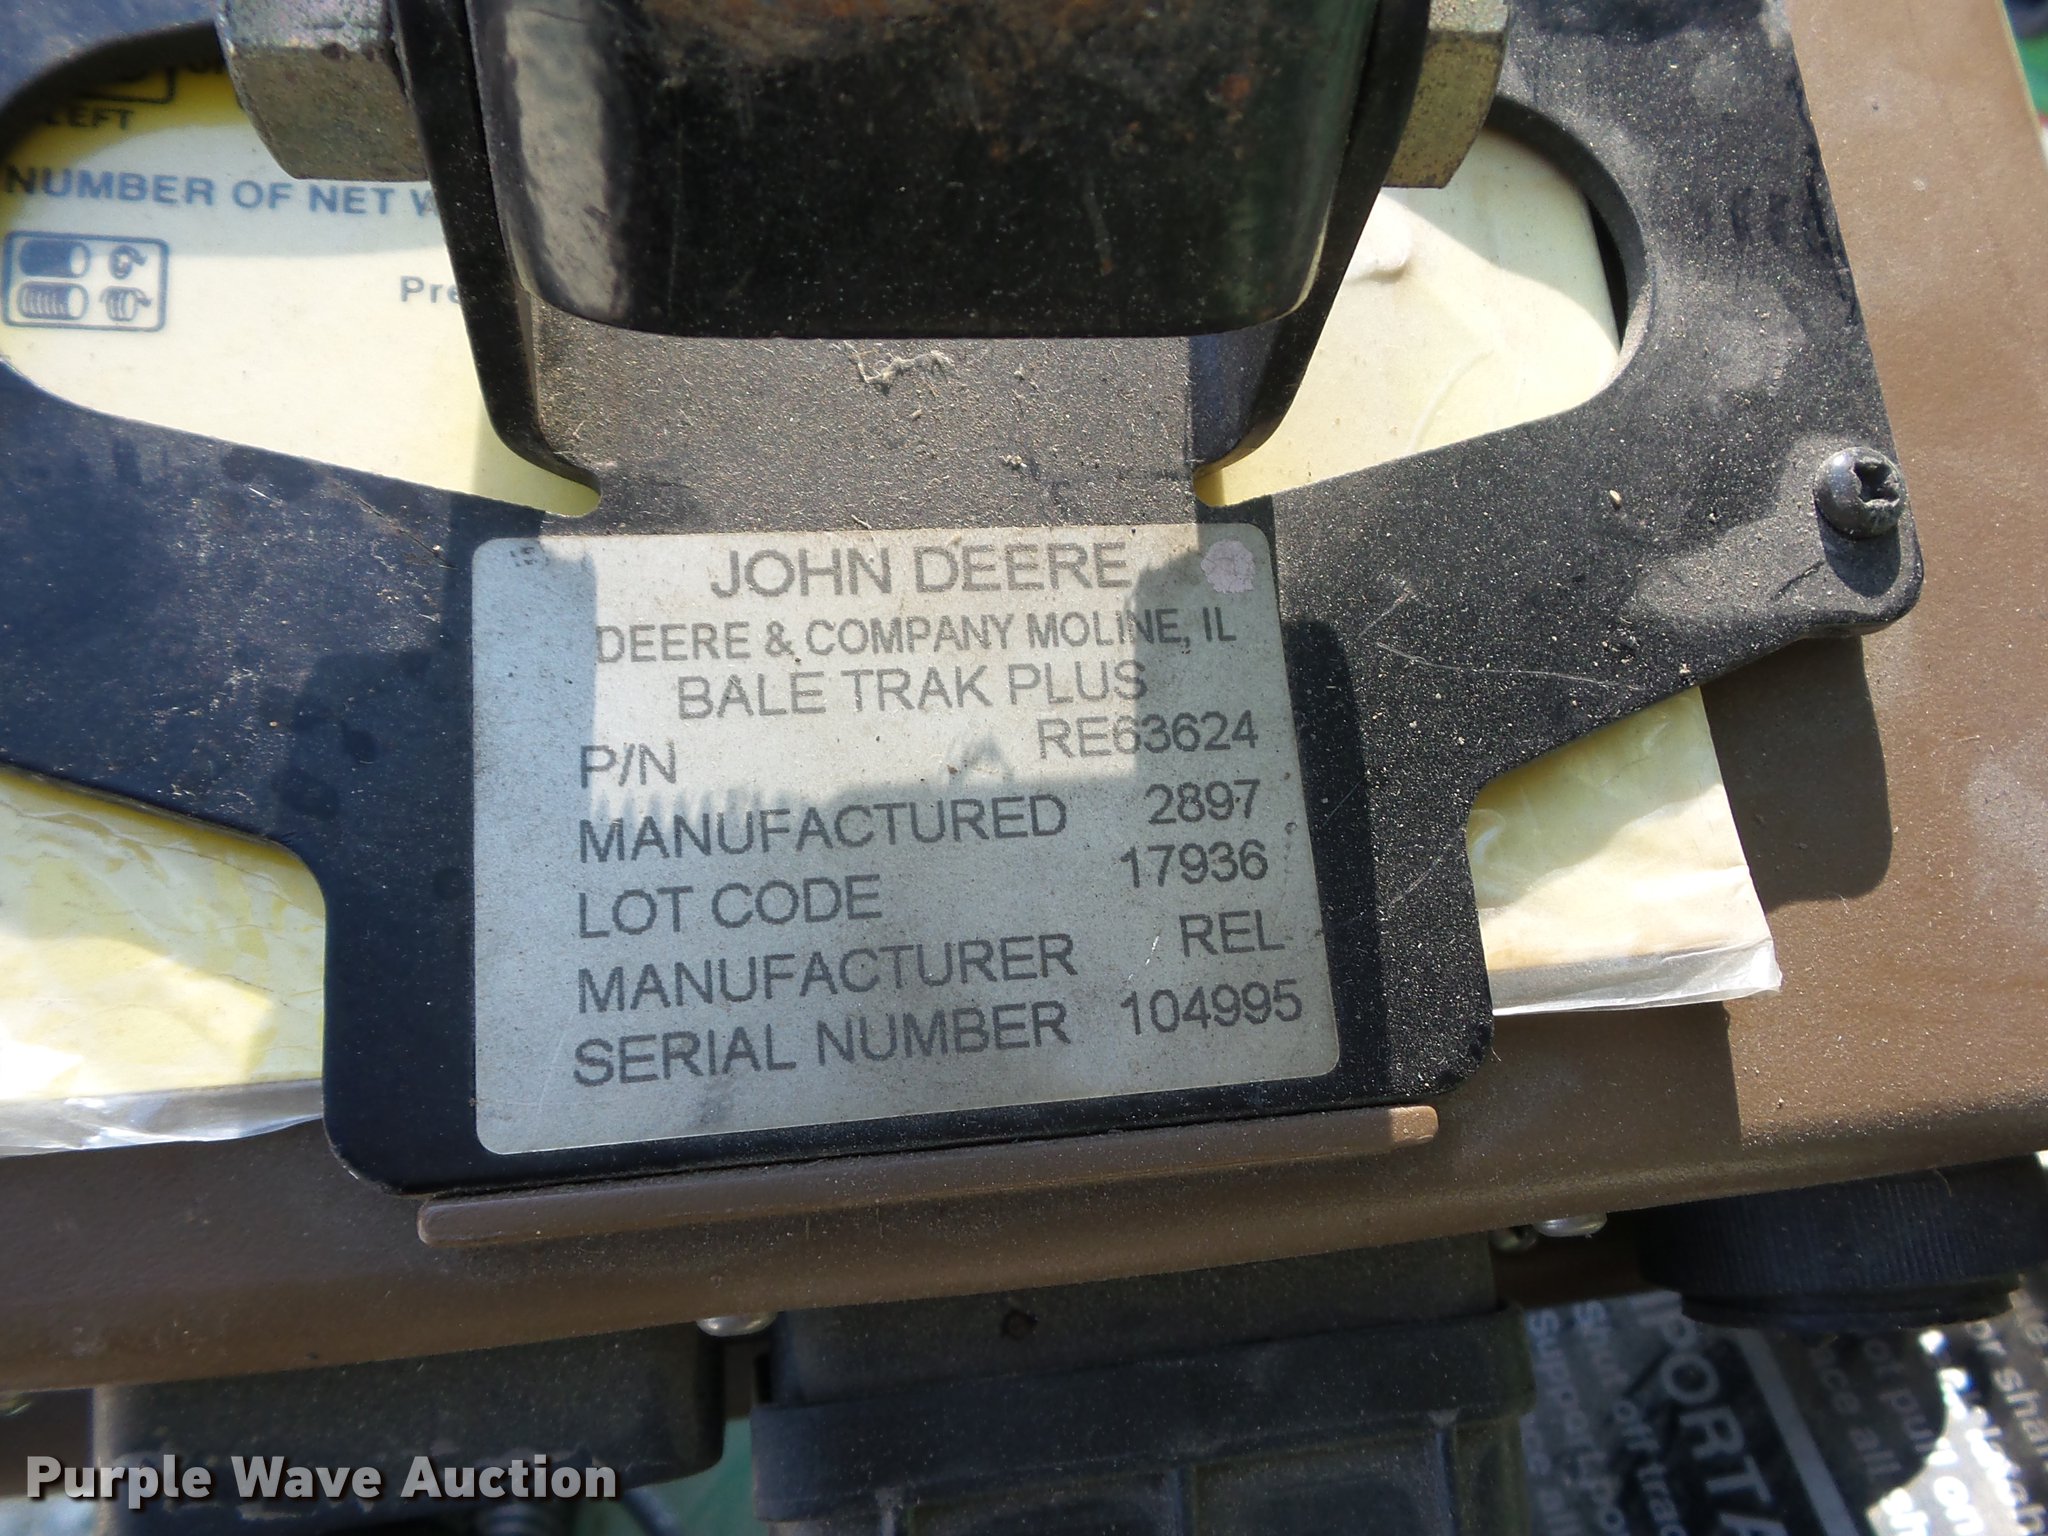 LEFT
NUMBER OF NET
JOHN DEERE
DEERE & COMPANY MOLINE, IL
BALE TRAK PLUS
P/N RE63624
MANUFACTURED 2897
LOT CODE 17936
MANUFACTURER REL
SERIAL NUMBER 104995
Purple Wave Auction